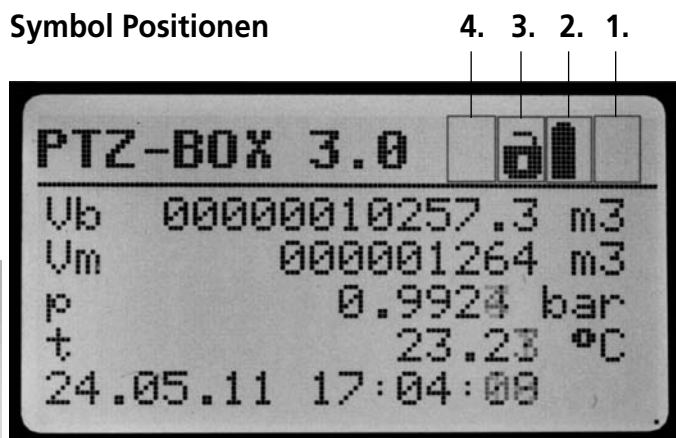 Symbol Positionen 4. 3. 2. 1.
PTZ-BOX 3.0
Vb 00000010257.3 m3
Vm 000001264 m3
p 0.9924 bar
t 23.23 °C
24.05.11 17:04: